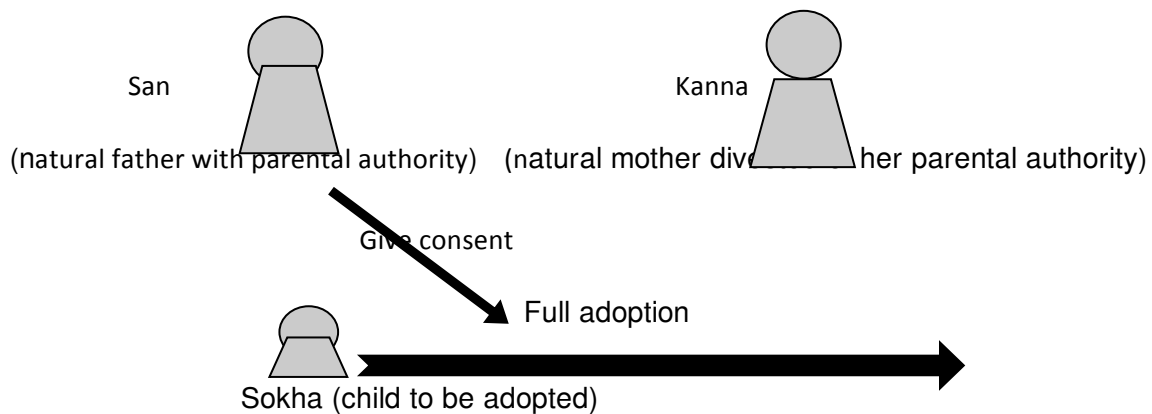 San
Kanna
(natural father with parental authority)
(natural mother her parental authority)
Give consent
Full adoption
Sokha (child to be adopted)